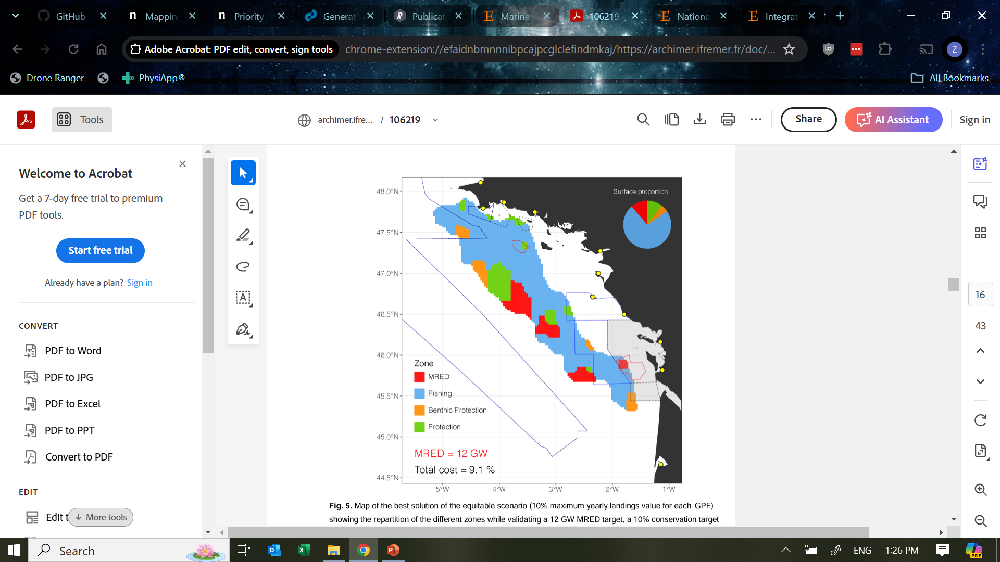 GitHub
Mappin
Priority
Generat
Publicat
Marine
106219
Nationa
Integrat
Adobe Acrobat: PDF edit, convert, sign tools
chrome-extension://efaidnbmnnnibpcajpcglclefindmkaj/https://archimer.ifremer.fr/doc/...
Z
Drone Ranger
PhysiApp®
All Bookmarks
Tools
archimer.ifre... / 106219
Share
AI Assistant
Sign in
Welcome to Acrobat
Get a 7-day free trial to premium
PDF tools.
Start free trial
Already have a plan? Sign in
CONVERT
PDF to Word
PDF to JPG
PDF to Excel
PDF to PPT
Convert to PDF
EDIT
Edit t
More tools
48.0°N
47.5°N
47.0°N
46.5°N
46.0°N
45.5°N
45.0°N
44.5°N
5°W
4°W
3°W
2°W
1°W
Surface proportion
Zone
MRED
Fishing
Benthic Protection
Protection
MRED = 12 GW
Total cost = 9.1 %
Fig. 5. Map of the best solution of the equitable scenario (10% maximum yearly landings value for each GPF)
showing the repartition of the different zones while validating a 12 GW MRED target, a 10% conservation target
16
43
Search
ENG
1:26 PM
PRE